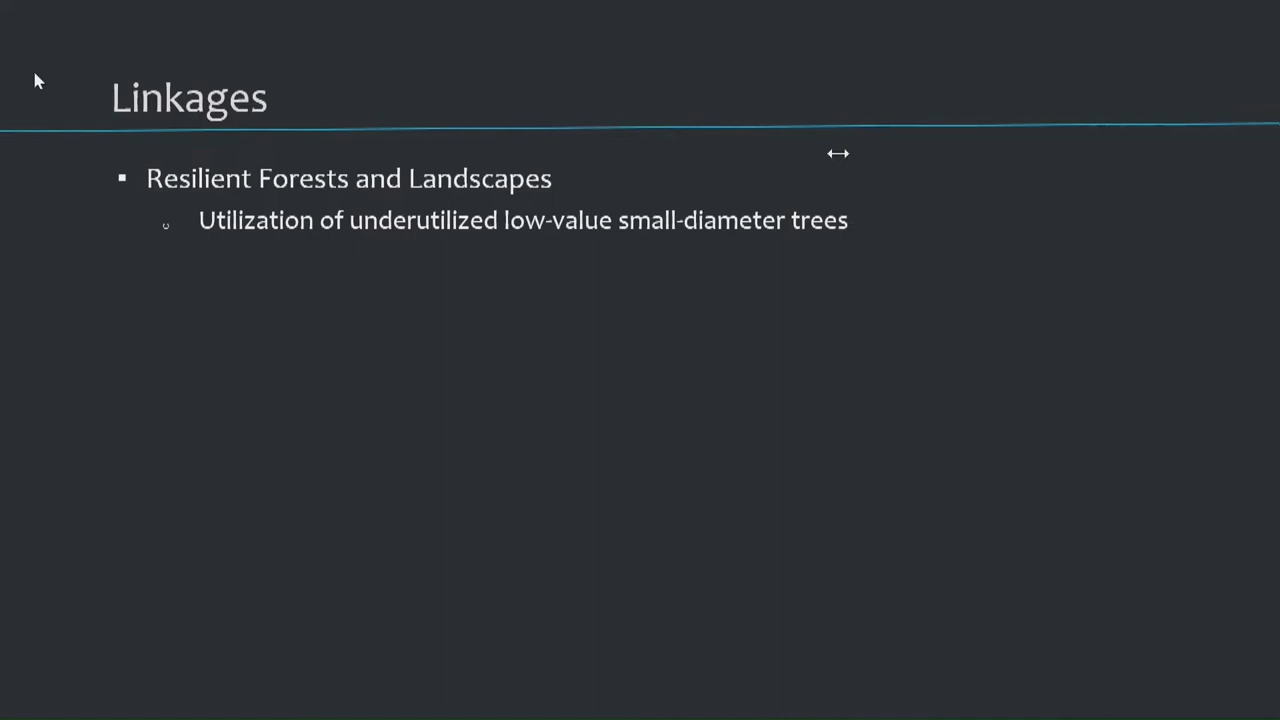 Linkages
Resilient Forests and Landscapes
Utilization of underutilized low-value small-diameter trees